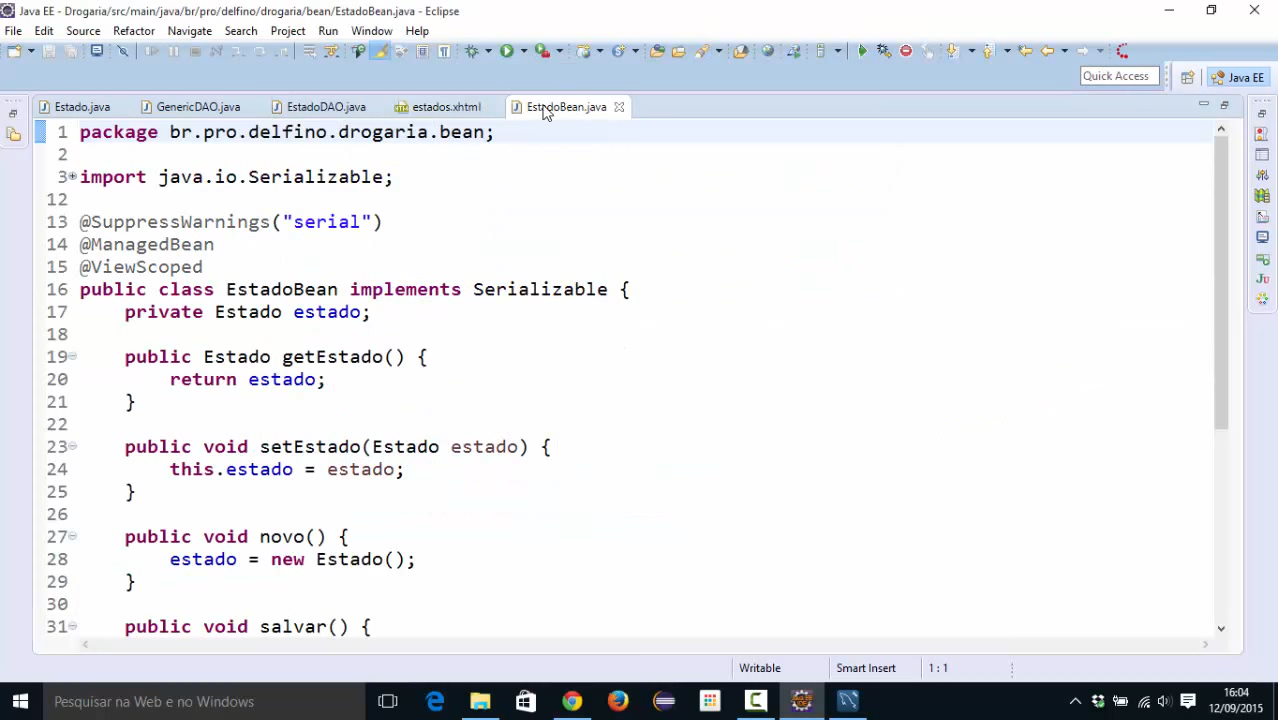 Java EE - Drogaria/src/main/java/br/pro/delfino/drogaria/bean/EstadoBean.java - Eclipse
File Edit Source Refactor Navigate Search Project Run Window Help
Quick Access
Java EE
Estado.java
GenericDAO.java
EstadoDAO.java
estados.xhtml
EstadoBean.java
1 package br.pro.delfino.drogaria.bean;
2
3 import java.io.Serializable;
12
13 @SuppressWarnings("serial")
14 @ManagedBean
15 @ViewScoped
16 public class EstadoBean implements Serializable {
17 private Estado estado;
18
19 public Estado getEstado() {
20 return estado;
21 }
22
23 public void setEstado(Estado estado) {
24 this.estado = estado;
25 }
26
27 public void novo() {
28 estado = new Estado();
29 }
30
31 public void salvar() {
Writable
Smart Insert
1 : 1
Pesquisar na Web e no Windows
16:04
12/09/2015